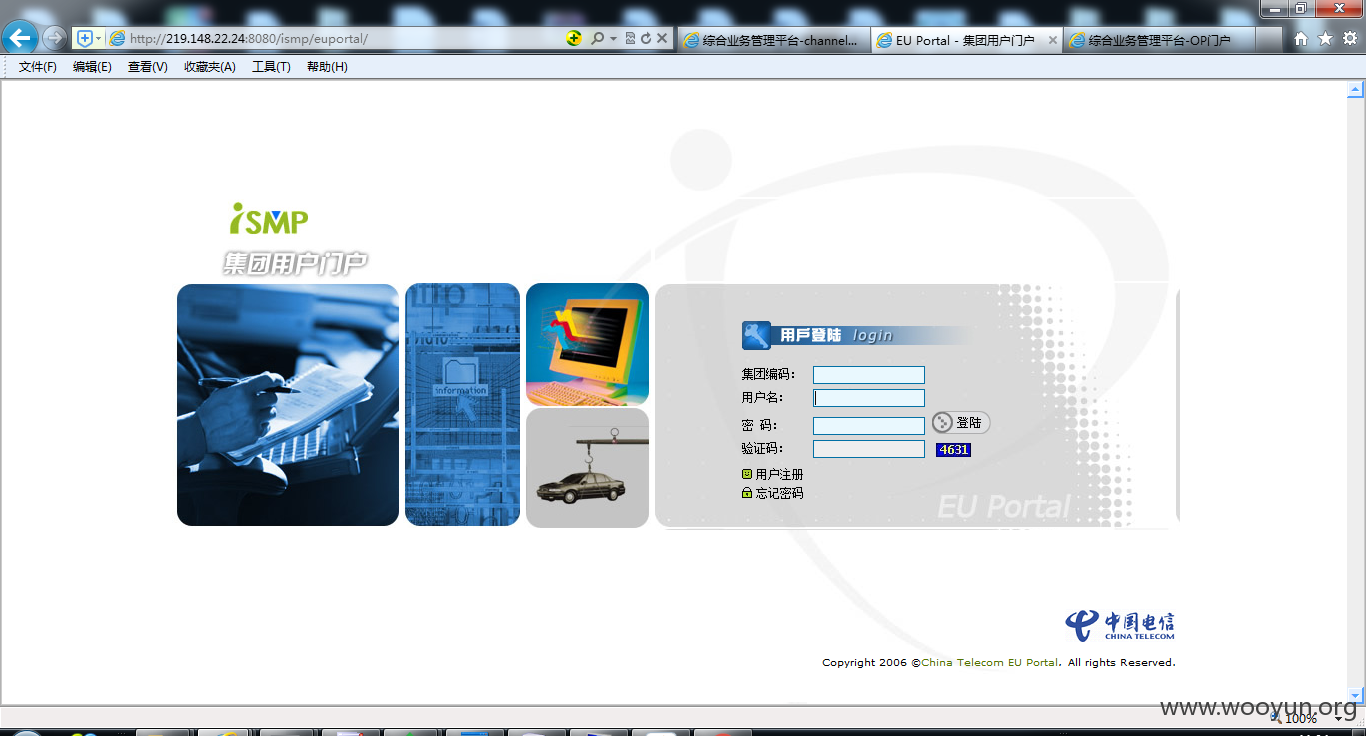 http://219.148.22.24:8080/ismp/euportal/
综合业务管理平台-channel...
EU Portal - 集团用户门户
综合业务管理平台-OP门户
文件(F) 编辑(E) 查看(V) 收藏夹(A) 工具(T) 帮助(H)
iSMP
集团用户门户
information
用戶登陆 login
集团编码：
用户名：
密 码：
登陆
验证码：
4631
用户注册
忘记密码
EU Portal
中国电信
CHINA TELECOM
Copyright 2006 ©China Telecom EU Portal. All rights Reserved.
www.wooyun.org
100%